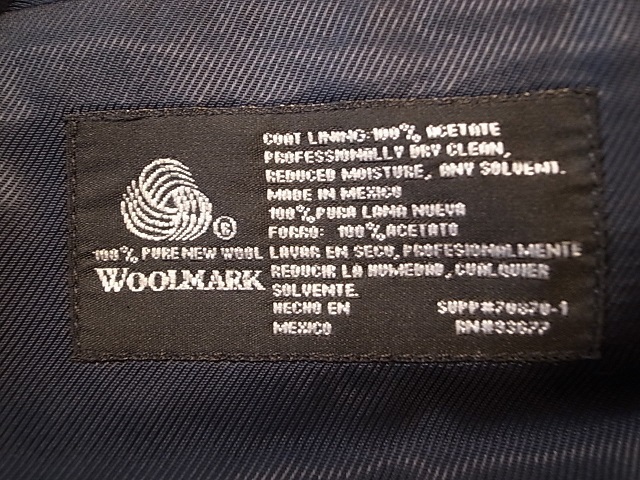 COAT LINING: 100% ACETATE
PROFESSIONALLY DRY CLEAN,
REDUCED MOISTURE, ANY SOLVENT.
MADE IN MEXICO
100% PURA LANA NUEVA
FORRO: 100% ACETATO
LAVAR EN SECO, PROFESIONALMENTE
REDUCIR LA HUMEDAD, CUALQUIER
SOLVENTE.
HECHO EN
MEXICO
SUPP#70870-1
®
100% PURE NEW WOOL
WOOLMARK